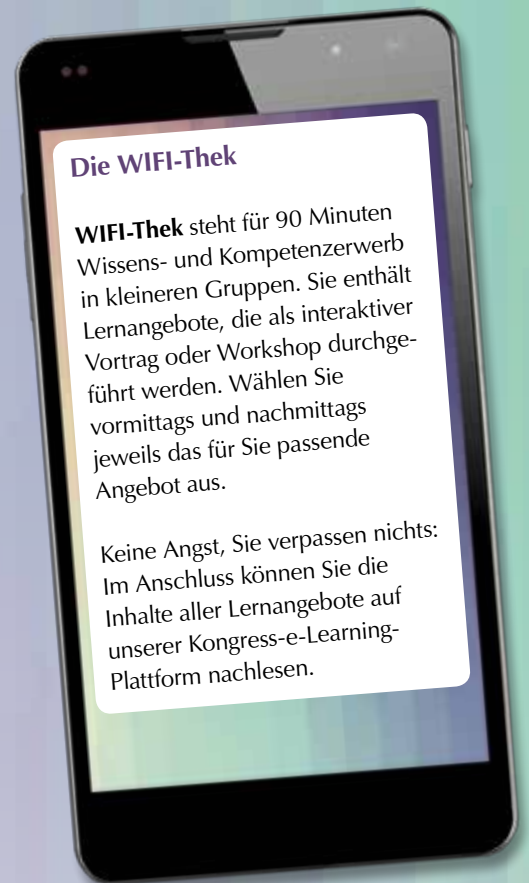 Die WIFI-Thek
WIFI-Thek steht für 90 Minuten
Wissens- und Kompetenzerwerb
in kleineren Gruppen. Sie enthält
Lernangebote, die als interaktiver
Vortrag oder Workshop durchge-
führt werden. Wählen Sie
vormittags und nachmittags
jeweils das für Sie passende
Angebot aus.
Keine Angst, Sie verpassen nichts:
Im Anschluss können Sie die
Inhalte aller Lernangebote auf
unserer Kongress-e-Learning-
Plattform nachlesen.